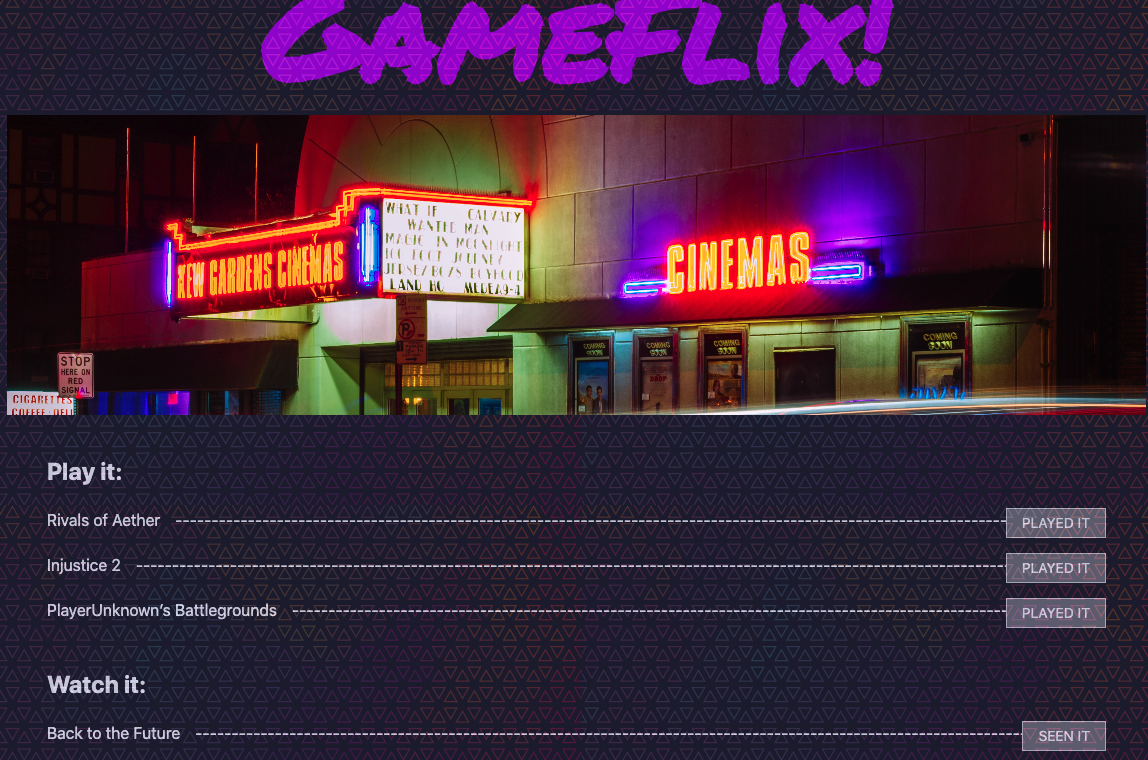 GAMEFLIX!
WHAT IF CALVARY
WANTED MAN
MAGIC IN MOONLIGHT
100 FOOT JOURNEY
JERSEY BOYS BOYHOOD
LAND HO MEDEA9-4
KEW GARDENS CINEMAS
CINEMAS
COMING SOON
COMING SOON
COMING SOON
COMING SOON
DROP
STOP
HERE ON
RED
SIGNAL
CIGARETTES
COFFEE DELI
Play it:
Rivals of Aether PLAYED IT
Injustice 2 PLAYED IT
PlayerUnknown’s Battlegrounds PLAYED IT
Watch it:
Back to the Future SEEN IT